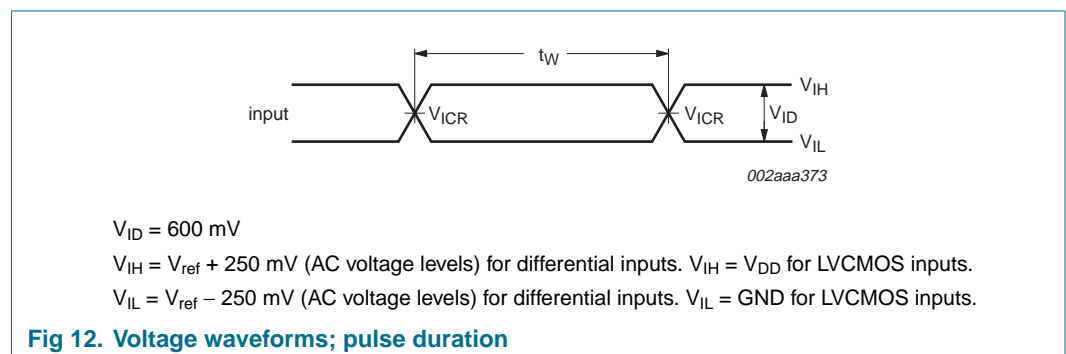 tW
input
VICR
VICR
VIH
VID
VIL
002aaa373
VID = 600 mV
VIH = Vref + 250 mV (AC voltage levels) for differential inputs. VIH = VDD for LVCMOS inputs.
VIL = Vref − 250 mV (AC voltage levels) for differential inputs. VIL = GND for LVCMOS inputs.
Fig 12. Voltage waveforms; pulse duration